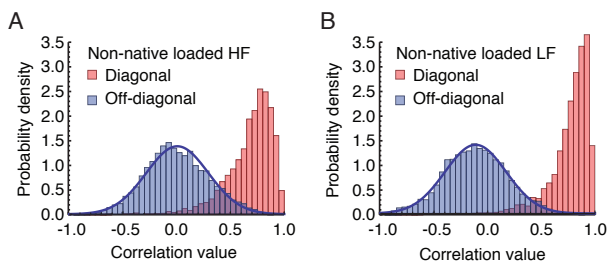 A
Non-native loaded HF
Diagonal
Off-diagonal
Probability density
3.5
3.0
2.5
2.0
1.5
1.0
0.5
0.0
-1.0 -0.5 0.0 0.5 1.0
Correlation value
B
Non-native loaded LF
Diagonal
Off-diagonal
Probability density
3.5
3.0
2.5
2.0
1.5
1.0
0.5
0.0
-1.0 -0.5 0.0 0.5 1.0
Correlation value